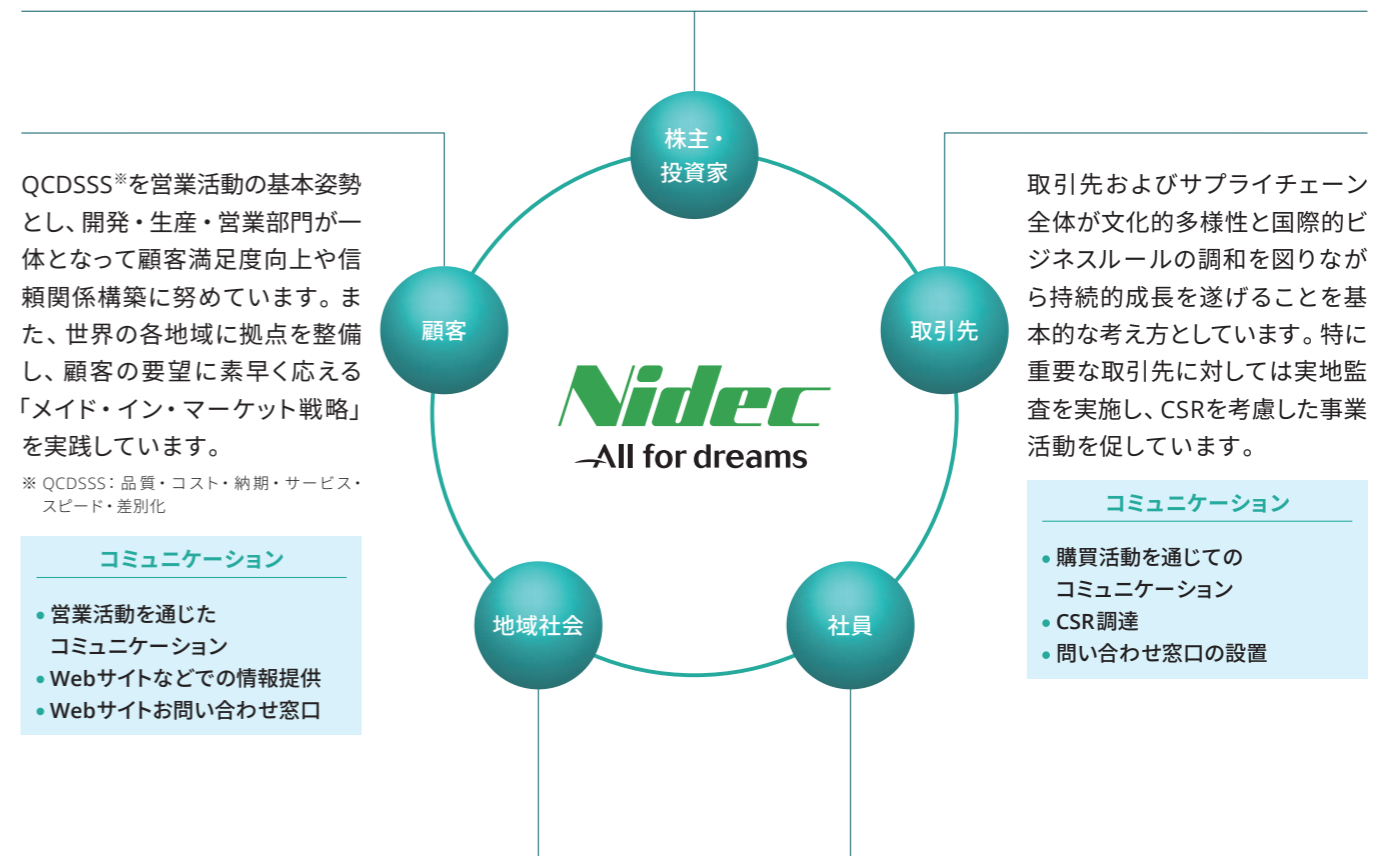 株主・
投資家
QCDSSS※を営業活動の基本姿勢
とし、開発・生産・営業部門が一
体となって顧客満足度向上や信
頼関係構築に努めています。ま
た、世界の各地域に拠点を整備
し、顧客の要望に素早く応える
「メイド・イン・マーケット戦略」
を実践しています。
※ QCDSSS：品質・コスト・納期・サービス・
スピード・差別化
コミュニケーション
• 営業活動を通じた
コミュニケーション
• Webサイトなどでの情報提供
• Webサイトお問い合わせ窓口
顧客
Nidec
All for dreams
取引先
地域社会
社員
取引先およびサプライチェーン
全体が文化的多様性と国際的ビ
ジネスルールの調和を図りなが
ら持続的成長を遂げることを基
本的な考え方としています。特に
重要な取引先に対しては実地監
査を実施し、CSRを考慮した事業
活動を促しています。
コミュニケーション
• 購買活動を通じての
コミュニケーション
• CSR調達
• 問い合わせ窓口の設置